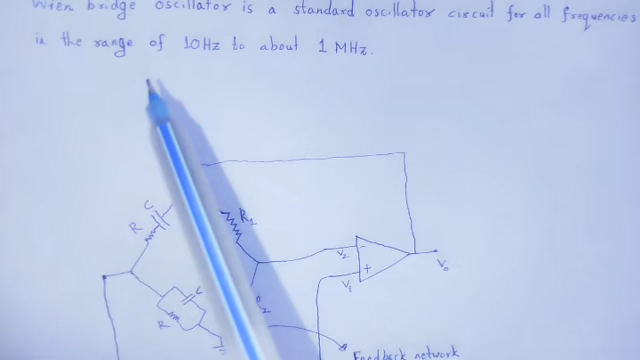 Wien bridge oscillator is a standard oscillator circuit for all frequencies
in the range of 10Hz to about 1 MHz.
C
R
R1
V2
-
+
V1
Vo
C
R
2
Feedback network